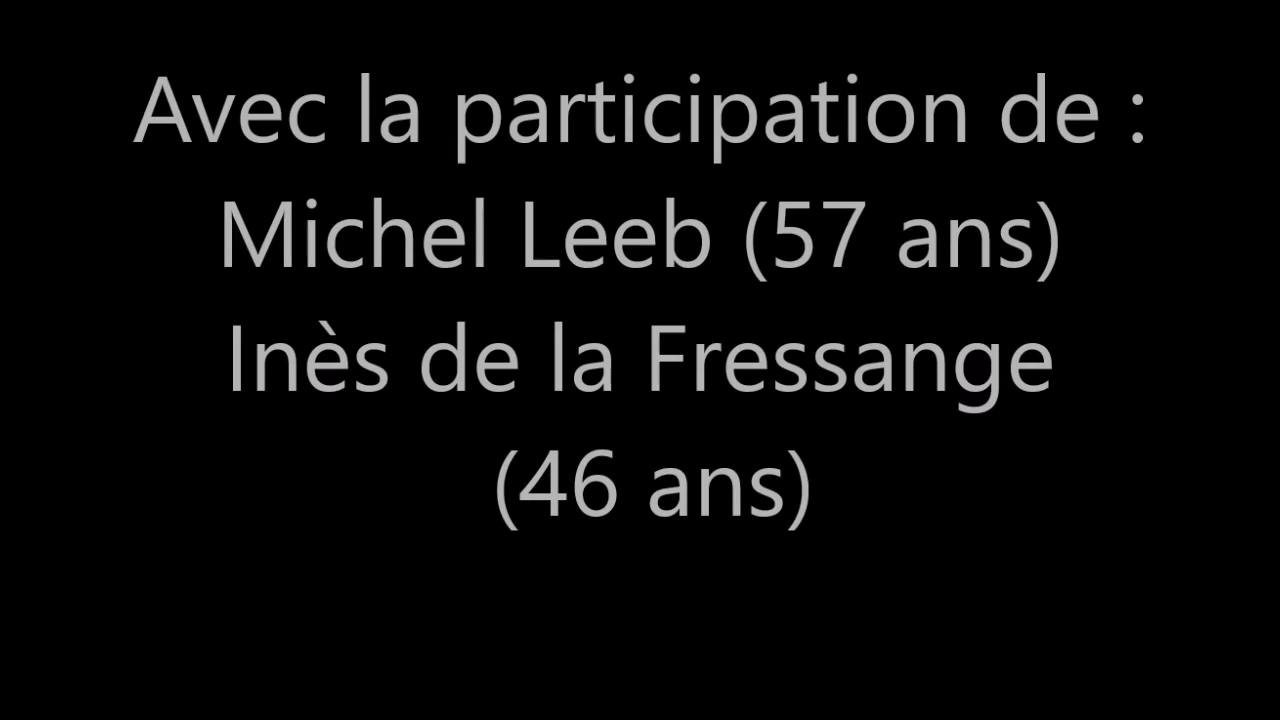 Avec la participation de :
Michel Leeb (57 ans)
Inès de la Fressange
(46 ans)